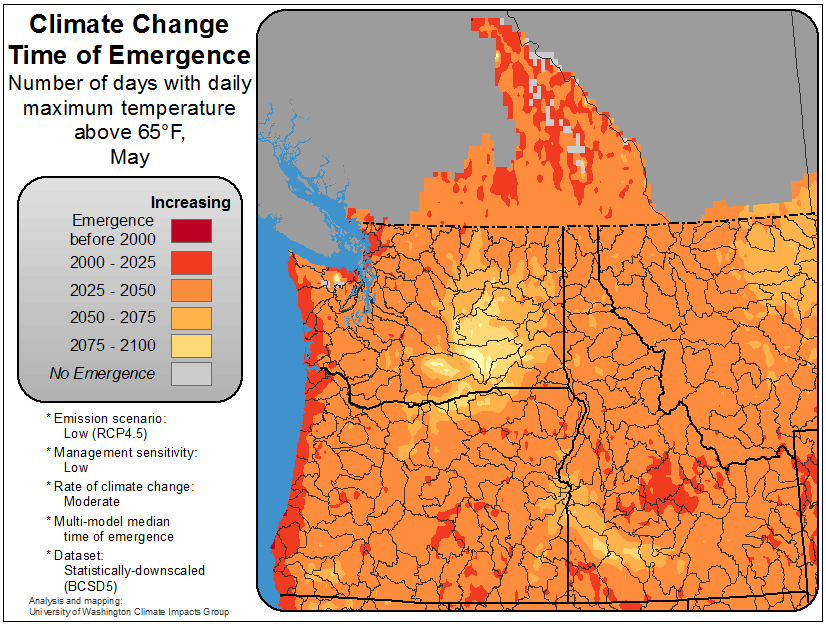 Climate Change
Time of Emergence
Number of days with daily
maximum temperature
above 65°F,
May
Increasing
Emergence
before 2000
2000 - 2025
2025 - 2050
2050 - 2075
2075 - 2100
No Emergence
* Emission scenario:
Low (RCP4.5)
* Management sensitivity:
Low
* Rate of climate change:
Moderate
* Multi-model median
time of emergence
* Dataset:
Statistically-downscaled
(BCSD5)
Analysis and mapping:
University of Washington Climate Impacts Group